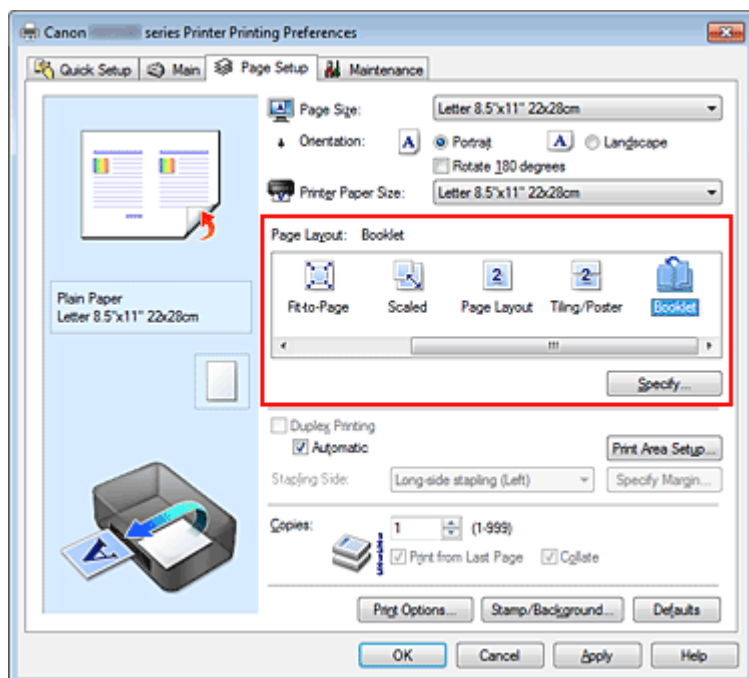 Canon series Printer Printing Preferences
Quick Setup Main Page Setup Maintenance
Page Size: Letter 8.5"x11" 22x28cm
Orientation: A Portrait A Landscape
Rotate 180 degrees
Printer Paper Size: Letter 8.5"x11" 22x28cm
Page Layout: Booklet
2 2
Fit-to-Page Scaled Page Layout Tiling/Poster Booklet
Plain Paper
Letter 8.5"x11" 22x28cm
Specify...
Duplex Printing
Automatic Print Area Setup...
Stapling Side: Long-side stapling (Left) Specify Margin...
Copies: 1 (1-999)
Print from Last Page Collate
A
Print Options... Stamp/Background... Defaults
OK Cancel Apply Help